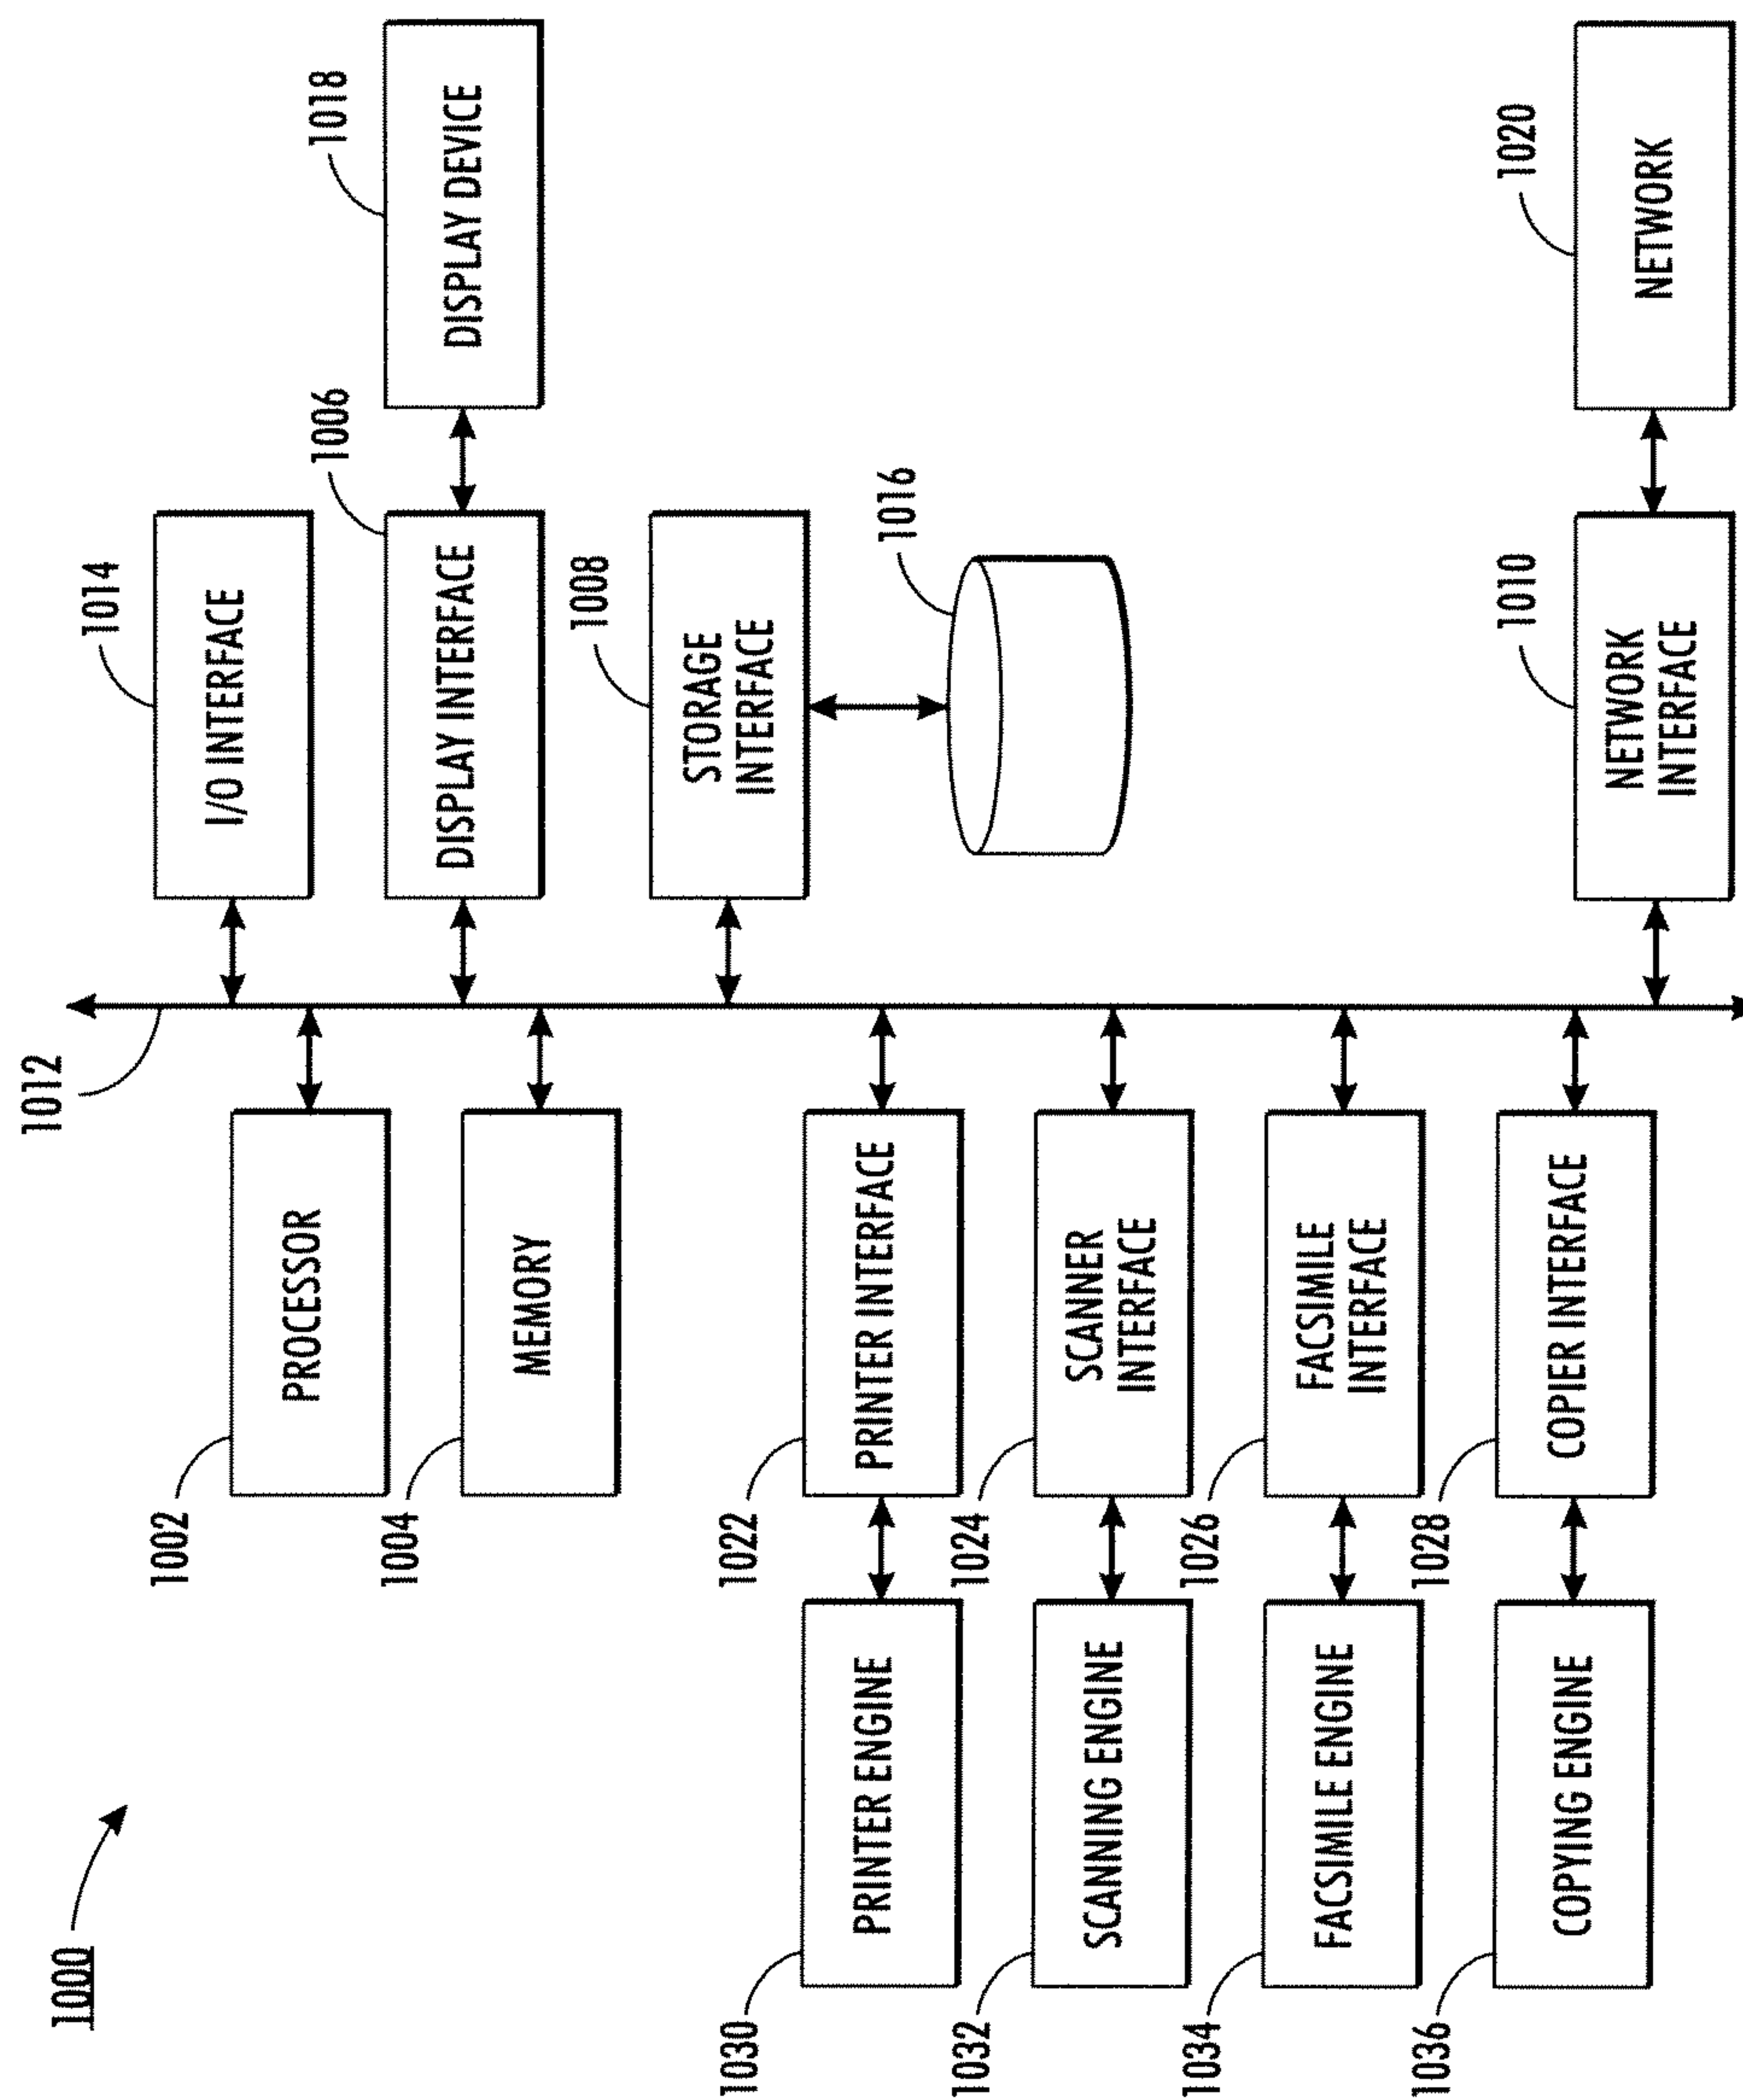 1000
1012
1014
I/O INTERFACE
1002
PROCESSOR
1006
DISPLAY INTERFACE
1018
DISPLAY DEVICE
1004
MEMORY
1008
STORAGE
INTERFACE
1016
1030
PRINTER ENGINE
1022
PRINTER INTERFACE
1032
SCANNING ENGINE
1024
SCANNER
INTERFACE
1034
FACSIMILE ENGINE
1026
FACSIMILE
INTERFACE
1036
COPYING ENGINE
1028
COPIER INTERFACE
1010
NETWORK
INTERFACE
1020
NETWORK